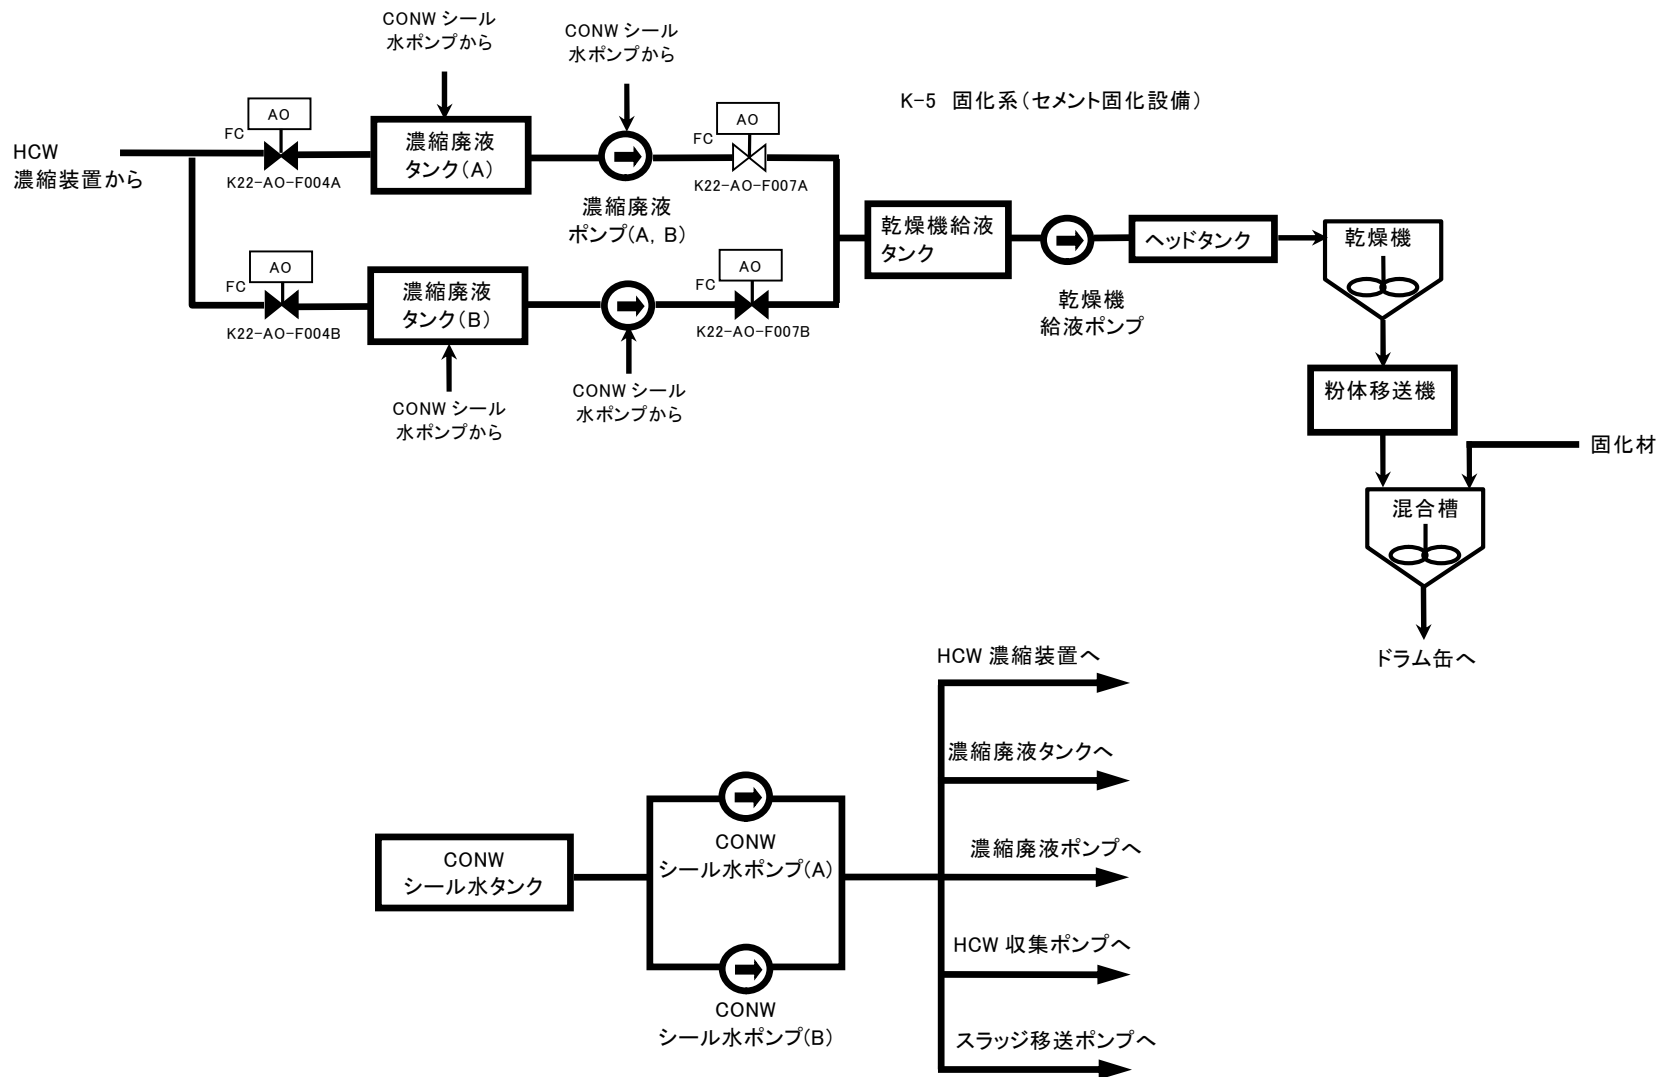 CONW シール
水ポンプから
CONW シール
水ポンプから
K-5 固化系（セメント固化設備）
AO
FC
K22-AO-F004A
濃縮廃液
タンク（A）
AO
FC
K22-AO-F007A
HCW
濃縮装置から
濃縮廃液
ポンプ(A, B)
乾燥機給液
タンク
ヘッドタンク
乾燥機
AO
FC
K22-AO-F004B
濃縮廃液
タンク（B）
AO
FC
K22-AO-F007B
乾燥機
給液ポンプ
CONW シール
水ポンプから
CONW シール
水ポンプから
粉体移送機
固化材
混合槽
ドラム缶へ
HCW 濃縮装置へ
濃縮廃液タンクへ
CONW
シール水ポンプ(A)
濃縮廃液ポンプへ
CONW
シール水タンク
HCW 収集ポンプへ
CONW
シール水ポンプ(B)
スラッジ移送ポンプへ